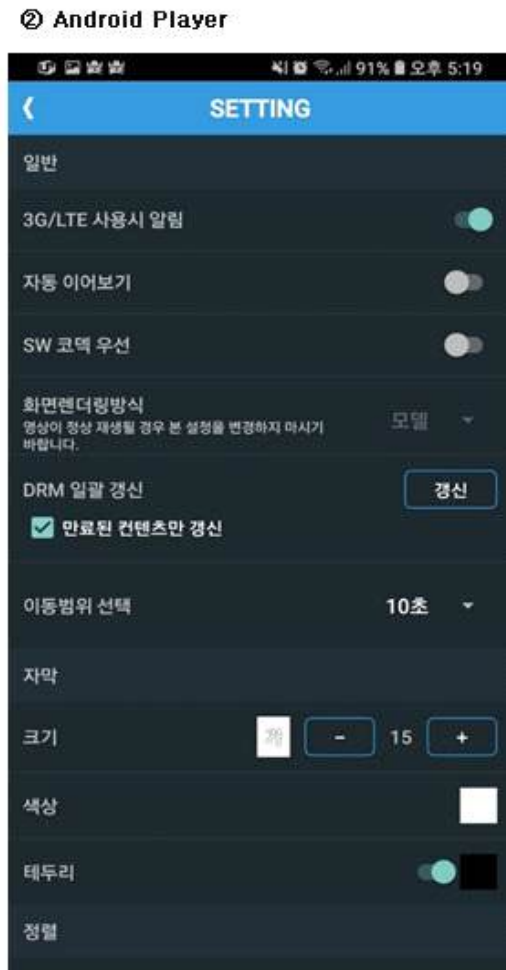 ② Android Player
91% 오후 5:19
SETTING
일반
3G/LTE 사용시 알림
자동 이어보기
SW 코덱 우선
화면렌더링방식
모델
영상이 정상 재생될 경우 본 설정을 변경하지 마시기
바랍니다.
DRM 일괄 갱신
갱신
만료된 컨텐츠만 갱신
이동범위 선택
10초
자막
크기
- 15 +
색상
테두리
정렬